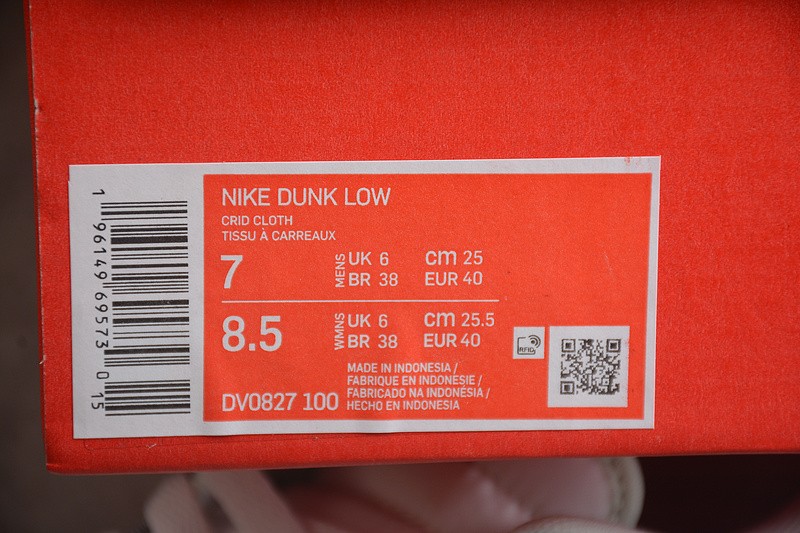 1 96149 69573 0 15
NIKE DUNK LOW
CRID CLOTH
TISSU À CARREAUX
7 MENS UK 6 cm 25
BR 38 EUR 40
8.5 WMNS UK 6 cm 25.5
BR 38 EUR 40
MADE IN INDONESIA /
FABRIQUE EN INDONÉSIE /
FABRICADO NA INDONÉSIA /
HECHO EN INDONESIA
DV0827 100
RFID